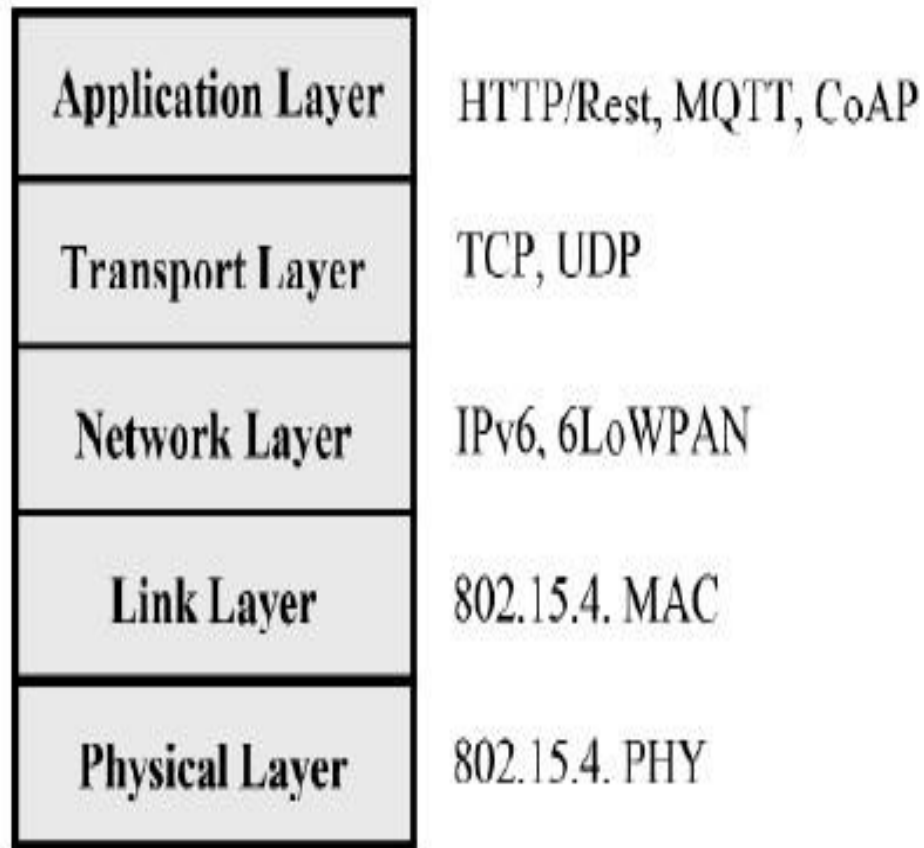 Application Layer HTTP/Rest, MQTT, CoAP
Transport Layer TCP, UDP
Network Layer IPv6, 6LoWPAN
Link Layer 802.15.4. MAC
Physical Layer 802.15.4. PHY